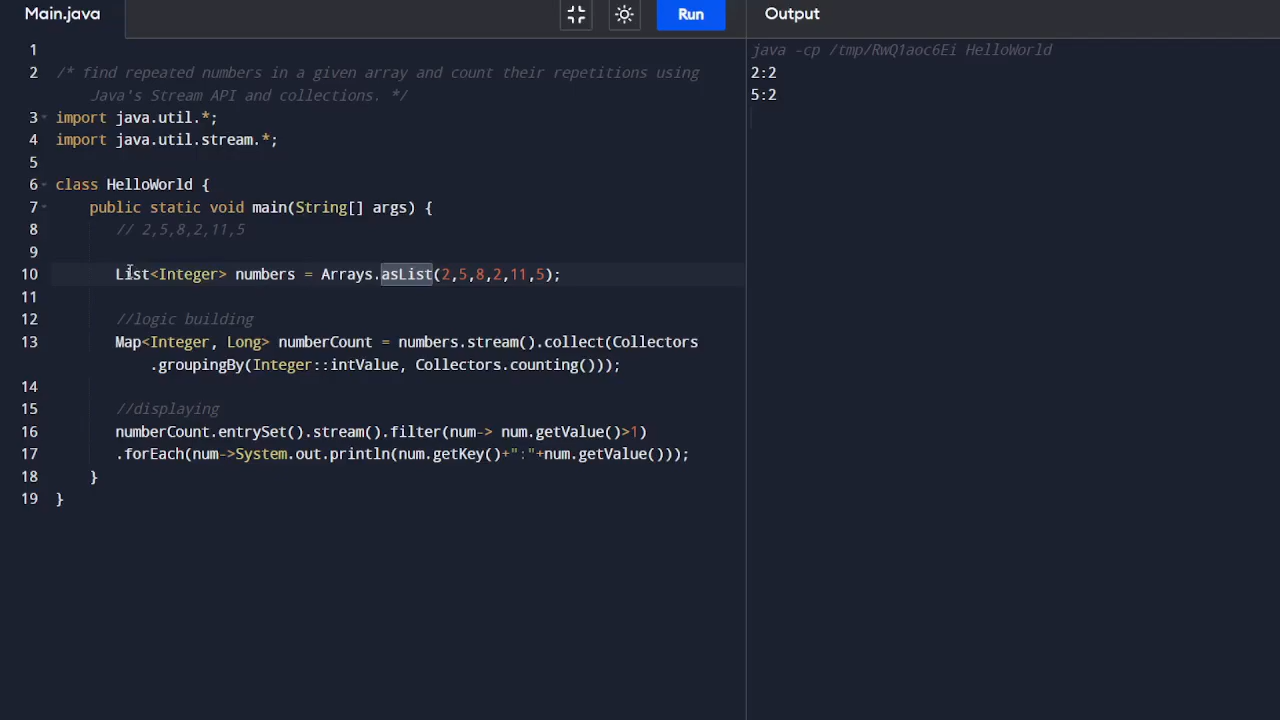 Main.java
Run
Output
1
2 /* find repeated numbers in a given array and count their repetitions using
Java's Stream API and collections. */
3 import java.util.*;
4 import java.util.stream.*;
5
6 class HelloWorld {
7 public static void main(String[] args) {
8 // 2,5,8,2,11,5
9
10 List<Integer> numbers = Arrays.asList(2,5,8,2,11,5);
11
12 //logic building
13 Map<Integer, Long> numberCount = numbers.stream().collect(Collectors
.groupingBy(Integer::intValue, Collectors.counting()));
14
15 //displaying
16 numberCount.entrySet().stream().filter(num-> num.getValue()>1)
17 .forEach(num->System.out.println(num.getKey()+":"+num.getValue()));
18 }
19 }
java -cp /tmp/RwQ1aoc6Ei HelloWorld
2:2
5:2